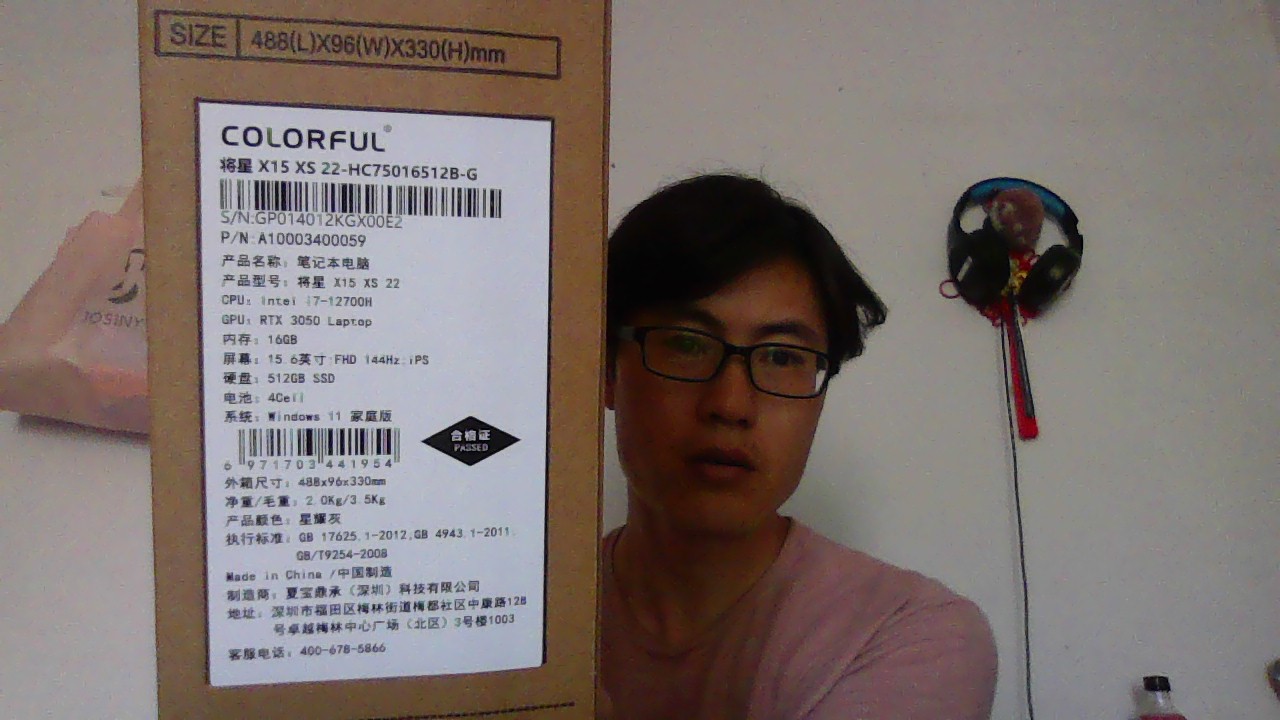 SIZE 488(L)X96(W)X330(H)mm
COLORFUL®
将星 X15 XS 22-HC75016512B-G
S/N:GP014012KGX00E2
P/N:A10003400059
产品名称：笔记本电脑
产品型号：将星 X15 XS 22
CPU：Intel i7-12700H
GPU：RTX 3050 Laptop
内存：16GB
屏幕：15.6英寸:FHD 144Hz:iPS
硬盘：512GB SSD
电池：4Cell
系统：Windows 11 家庭版
合格证
PASSED
6 971703 441954
外箱尺寸：488x96x330mm
净重/毛重：2.0Kg/3.5Kg
产品颜色：星耀灰
执行标准：GB 17625.1-2012,GB 4943.1-2011
GB/T9254-2008
Made in China /中国制造
制造商：夏宝鼎承（深圳）科技有限公司
地址：深圳市福田区梅林街道梅都社区中康路128
号卓越梅林中心广场（北区）3号楼1003
客服电话：400-678-5866